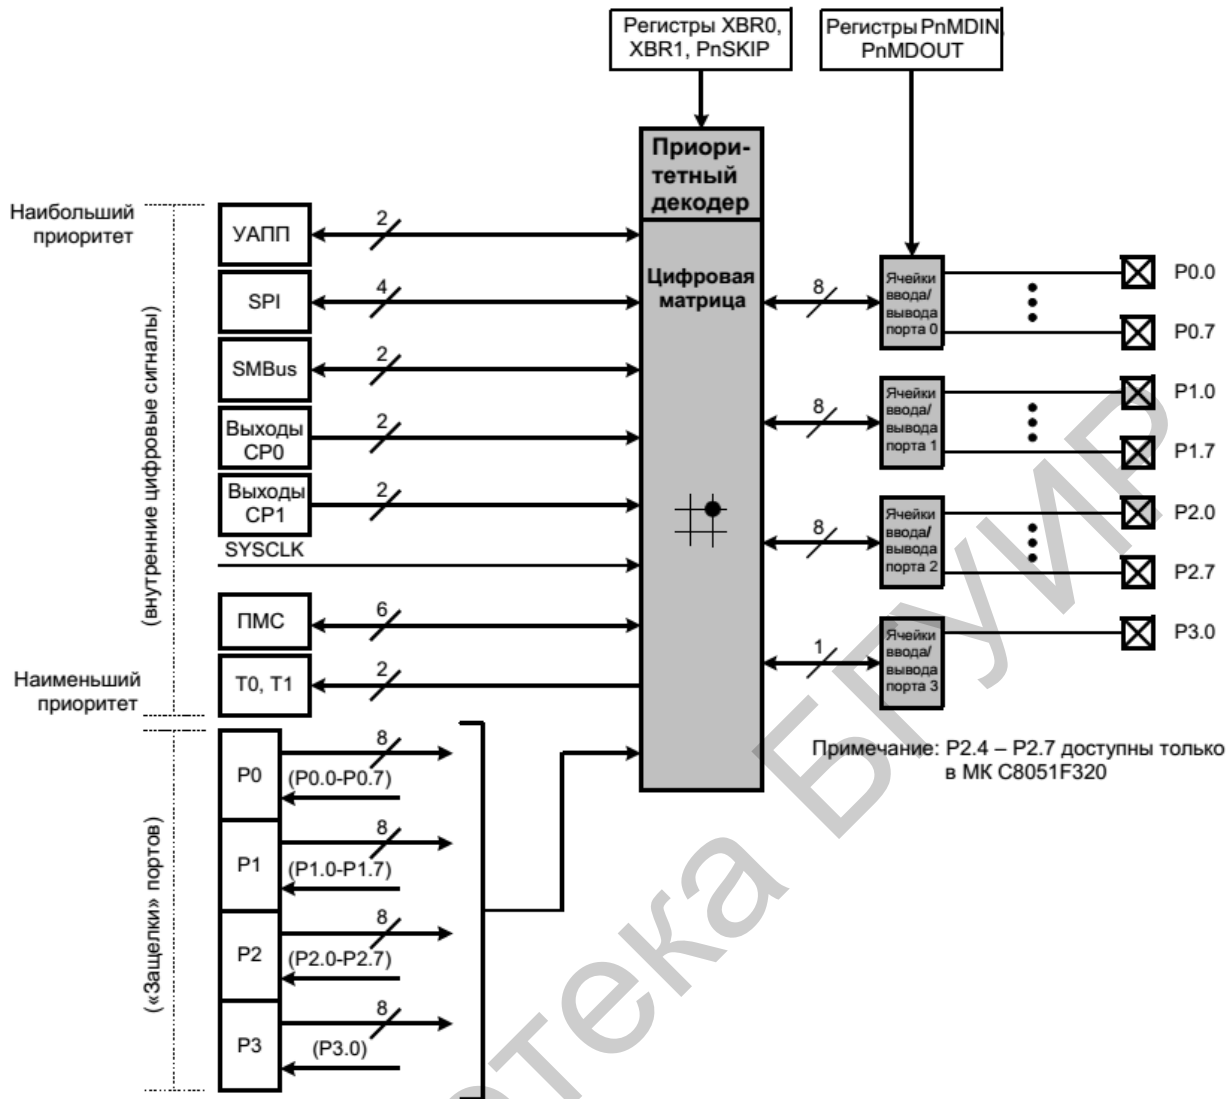 Регистры XBR0,
XBR1, PnSKIP
Регистры PnMDIN,
PnMDOUT
Приори-
тетный
декодер
Цифровая
матрица
Наибольший
приоритет
(внутренние цифровые сигналы)
Наименьший
приоритет
УАПП
2
SPI
4
SMBus
2
Выходы
CP0
2
Выходы
CP1
2
SYSCLK
ПМС
6
T0, T1
2
(«Защелки» портов)
P0
8
(P0.0-P0.7)
P1
8
(P1.0-P1.7)
P2
8
(P2.0-P2.7)
P3
8
(P3.0)
8
Ячейки
ввода/
вывода
порта 0
P0.0
P0.7
8
Ячейки
ввода/
вывода
порта 1
P1.0
P1.7
8
Ячейки
ввода/
вывода
порта 2
P2.0
P2.7
1
Ячейки
ввода/
вывода
порта 3
P3.0
Примечание: P2.4 – P2.7 доступны только
в МК C8051F320
отека БГУИР